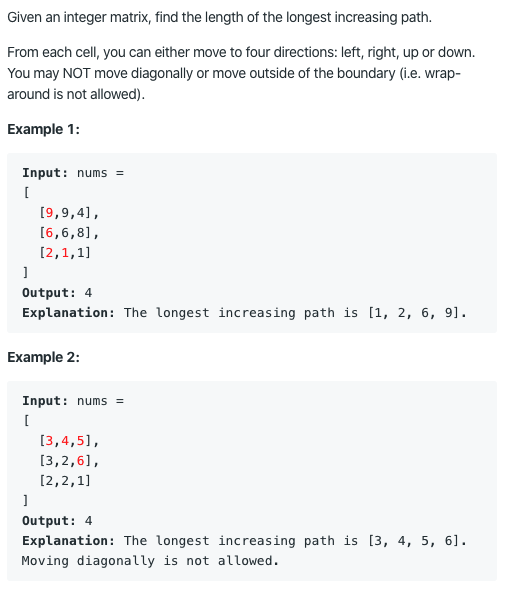 Given an integer matrix, find the length of the longest increasing path.
From each cell, you can either move to four directions: left, right, up or down.
You may NOT move diagonally or move outside of the boundary (i.e. wrap-
around is not allowed).
Example 1:
Input: nums =
[
  [9,9,4],
  [6,6,8],
  [2,1,1]
]
Output: 4
Explanation: The longest increasing path is [1, 2, 6, 9].
Example 2:
Input: nums =
[
  [3,4,5],
  [3,2,6],
  [2,2,1]
]
Output: 4
Explanation: The longest increasing path is [3, 4, 5, 6].
Moving diagonally is not allowed.